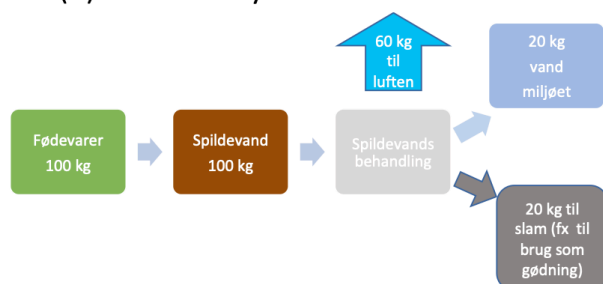 60 kg
til
luften
20 kg
vand
miljøet
Fødevarer
100 kg
Spildevand
100 kg
Spildevands
behandling
20 kg til
slam (fx til
brug som
gødning)